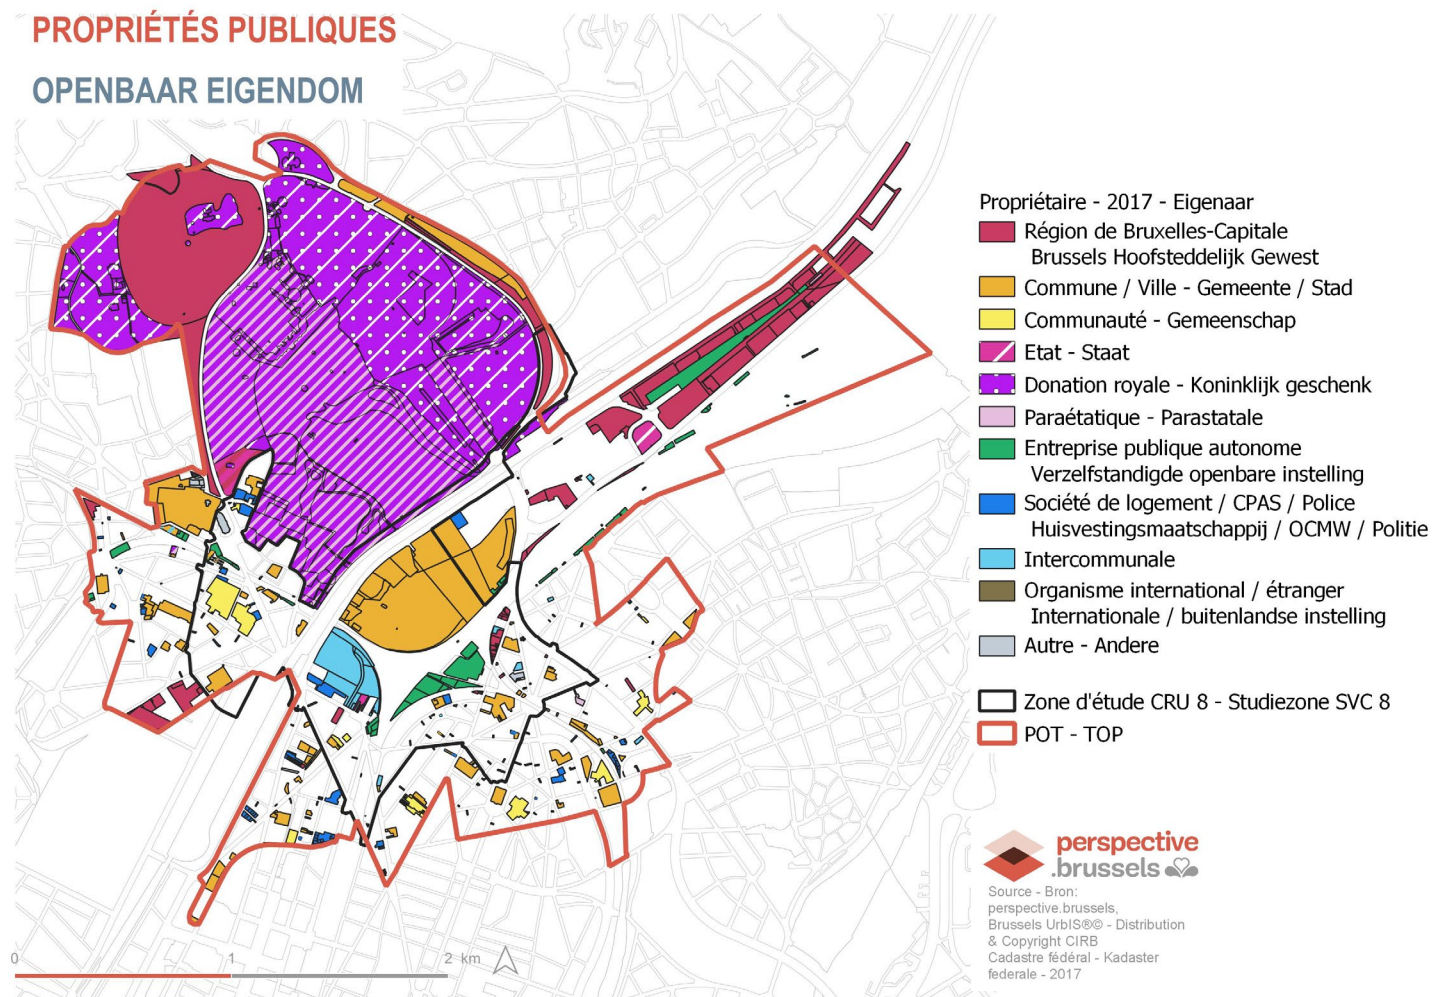 PROPRIÉTÉS PUBLIQUES
OPENBAAR EIGENDOM
Propriétaire - 2017 - Eigenaar
Région de Bruxelles-Capitale
Brussels Hoofsteddelijk Gewest
Commune / Ville - Gemeente / Stad
Communauté - Gemeenschap
Etat - Staat
Donation royale - Koninklijk geschenk
Paraétatique - Parastatale
Entreprise publique autonome
Verzelfstandigde openbare instelling
Société de logement / CPAS / Police
Huisvestingsmaatschappij / OCMW / Politie
Intercommunale
Organisme international / étranger
Internationale / buitenlandse instelling
Autre - Andere
Zone d'étude CRU 8 - Studiezone SVC 8
POT - TOP
perspective
.brussels
Source - Bron:
perspective.brussels,
Brussels UrbIS®© - Distribution
& Copyright CIRB
Cadastre fédéral - Kadaster
federale - 2017
0 1 2 km